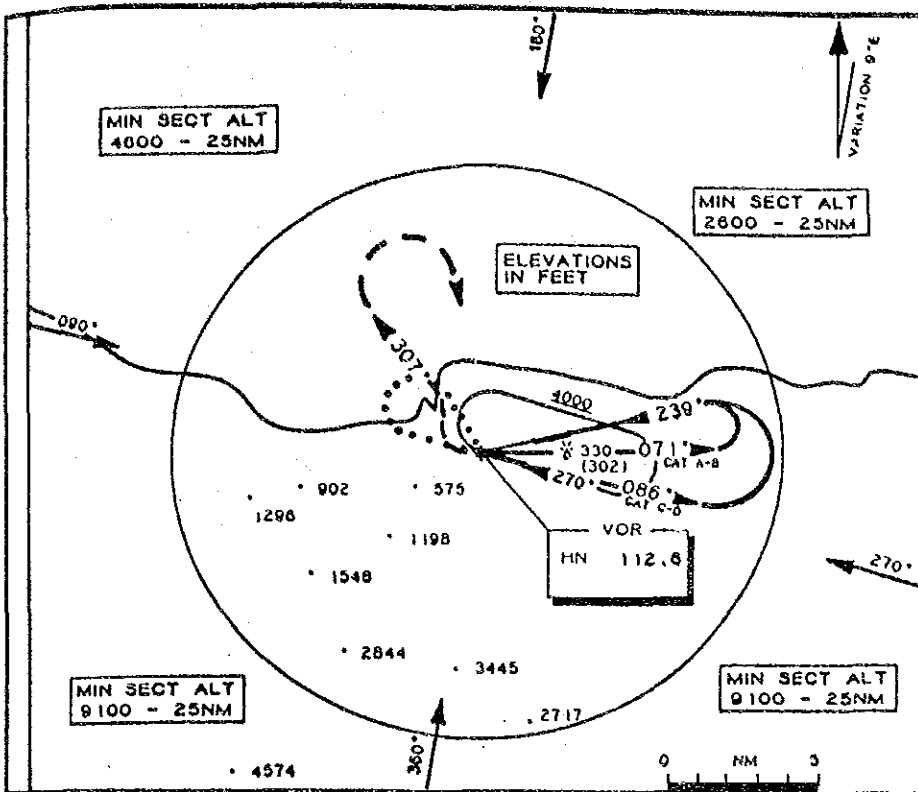 180°
VARIATION 9°E
MIN SECT ALT
4600 - 25NM
MIN SECT ALT
2600 - 25NM
ELEVATIONS
IN FEET
090°
307°
4000
239°
330
(302)
071°
CAT A-B
270°
086°
CAT C-D
902
575
1296
1198
1548
VOR
HN 112.6
270°
2844
3445
MIN SECT ALT
9100 - 25NM
MIN SECT ALT
9100 - 25NM
2717
360°
4574
0 NM 5